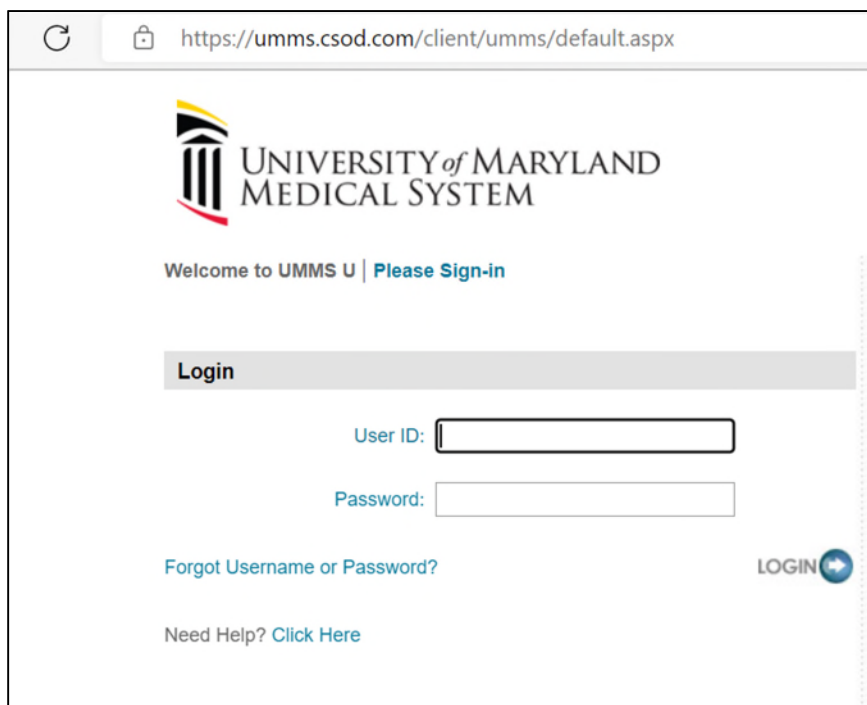 https://umms.csod.com/client/umms/default.aspx
UNIVERSITY of MARYLAND
MEDICAL SYSTEM
Welcome to UMMS U | Please Sign-in
Login
User ID:
Password:
Forgot Username or Password?
LOGIN
Need Help? Click Here